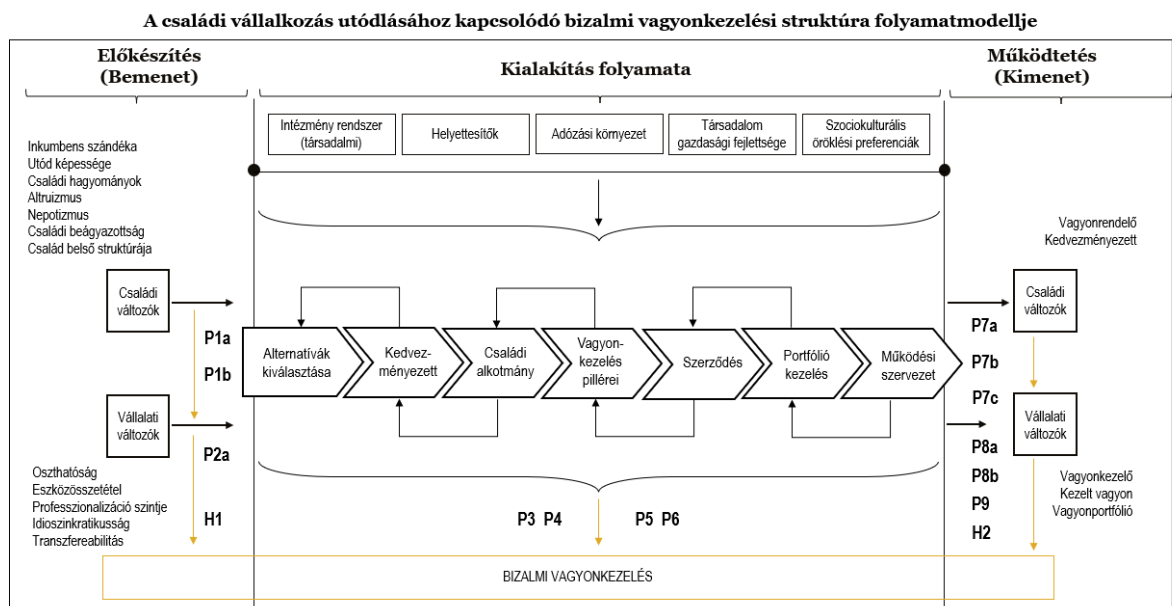 A családi vállalkozás utódlásához kapcsolódó bizalmi vagyonkezelési struktúra folyamatmodellje
Előkészítés
(Bemenet)
Kialakítás folyamata
Működtetés
(Kimenet)
Intézmény rendszer
(társadalmi)
Helyettesítők
Adózási környezet
Társadalom
gazdasági fejlettsége
Szociokulturális
öröklési preferenciák
Inkumbens szándéka
Utód képessége
Családi hagyományok
Altruizmus
Nepotizmus
Családi beágyazottság
Család belső struktúrája
Vagyonrendelő
Kedvezményezett
Családi
változók
P1a
P1b
Vállalati
változók
P2a
Oszthatóság
Eszközösszetétel
Professzionalizáció szintje
Idioszinkratikusság
Transzfereabilitás
H1
Alternatívák
kiválasztása
Kedvez-
ményezett
Családi
alkotmány
Vagyon-
kezelés
pillérei
Szerződés
Portfólió
kezelés
Működési
szervezet
P3 P4
P5 P6
Családi
változók
P7a
P7b
P7c
Vállalati
változók
P8a
P8b
P9
H2
Vagyonkezelő
Kezelt vagyon
Vagyonportfólió
BIZALMI VAGYONKEZELÉS